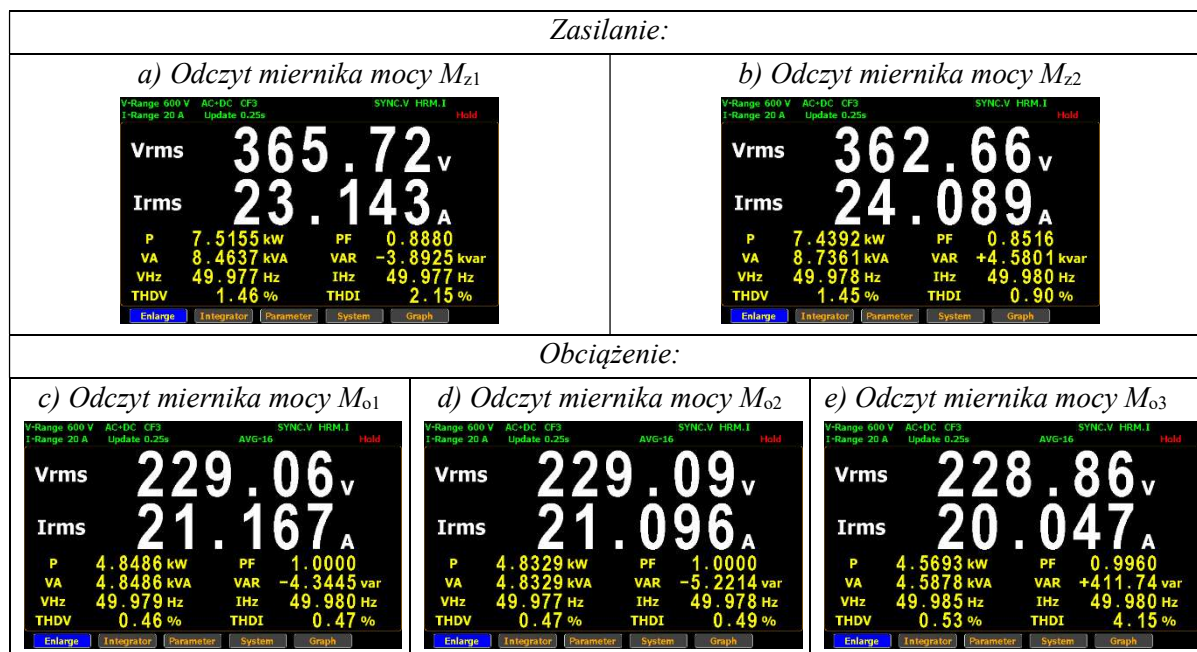 Zasilanie:
a) Odczyt miernika mocy Mz1
V-Range 600 V AC+DC CF3 SYNC.V HRM.I
I-Range 20 A Update 0.25s Hold
Vrms 365.72 V
Irms 23.143 A
P 7.5155 kW PF 0.8880
VA 8.4637 kVA VAR -3.8925 kvar
VHz 49.977 Hz IHz 49.977 Hz
THDV 1.46 % THDI 2.15 %
Enlarge Integrator Parameter System Graph
b) Odczyt miernika mocy Mz2
V-Range 600 V AC+DC CF3 SYNC.V HRM.I
I-Range 20 A Update 0.25s Hold
Vrms 362.66 V
Irms 24.089 A
P 7.4392 kW PF 0.8516
VA 8.7361 kVA VAR +4.5801 kvar
VHz 49.978 Hz IHz 49.980 Hz
THDV 1.45 % THDI 0.90 %
Enlarge Integrator Parameter System Graph
Obciążenie:
c) Odczyt miernika mocy Mo1
V-Range 600 V AC+DC CF3 SYNC.V HRM.I
I-Range 20 A Update 0.25s AVG-16 Hold
Vrms 229.06 V
Irms 21.167 A
P 4.8486 kW PF 1.0000
VA 4.8486 kVA VAR -4.3445 var
VHz 49.979 Hz IHz 49.980 Hz
THDV 0.46 % THDI 0.47 %
Enlarge Integrator Parameter System Graph
d) Odczyt miernika mocy Mo2
V-Range 600 V AC+DC CF3 SYNC.V HRM.I
I-Range 20 A Update 0.25s AVG-16 Hold
Vrms 229.09 V
Irms 21.096 A
P 4.8329 kW PF 1.0000
VA 4.8329 kVA VAR -5.2214 var
VHz 49.977 Hz IHz 49.978 Hz
THDV 0.47 % THDI 0.49 %
Enlarge Integrator Parameter System Graph
e) Odczyt miernika mocy Mo3
V-Range 600 V AC+DC CF3 SYNC.V HRM.I
I-Range 20 A Update 0.25s AVG-16 Hold
Vrms 228.86 V
Irms 20.047 A
P 4.5693 kW PF 0.9960
VA 4.5878 kVA VAR +411.74 var
VHz 49.985 Hz IHz 49.980 Hz
THDV 0.53 % THDI 4.15 %
Enlarge Integrator Parameter System Graph